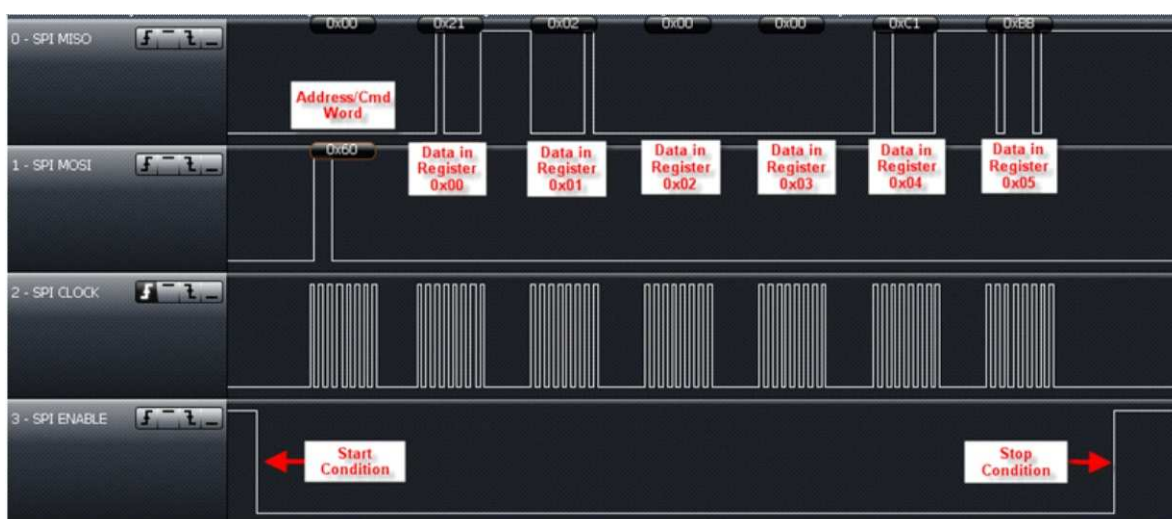 0x00 0x21 0x02 0x00 0x00 0xC1 0xBB
0 - SPI MISO
Address/Cmd
Word
0x60
1 - SPI MOSI
Data in
Register
0x00
Data in
Register
0x01
Data in
Register
0x02
Data in
Register
0x03
Data in
Register
0x04
Data in
Register
0x05
2 - SPI CLOCK
3 - SPI ENABLE
Start
Condition
Stop
Condition